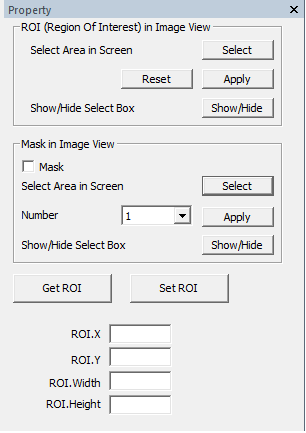 Property
ROI (Region Of Interest) in Image View
Select Area in Screen Select
Reset Apply
Show/Hide Select Box Show/Hide
Mask in Image View
Mask
Select Area in Screen Select
Number 1 Apply
Show/Hide Select Box Show/Hide
Get ROI Set ROI
ROI.X
ROI.Y
ROI.Width
ROI.Height